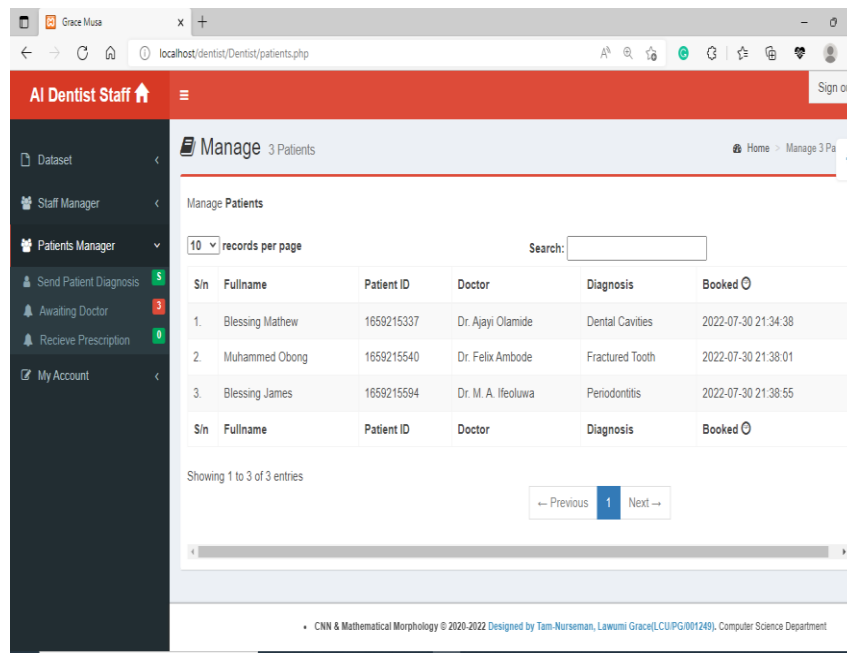 Grace Musa
localhost/dentist/Dentist/patients.php
AI Dentist Staff
Sign ou
Manage 3 Patients
Home > Manage 3 Pa
Dataset
Staff Manager
Patients Manager
Send Patient Diagnosis S
Awaiting Doctor 3
Recieve Prescription 0
My Account
Manage Patients
10 records per page
Search:
S/n Fullname Patient ID Doctor Diagnosis Booked
1. Blessing Mathew 1659215337 Dr. Ajayi Olamide Dental Cavities 2022-07-30 21:34:38
2. Muhammed Obong 1659215540 Dr. Felix Ambode Fractured Tooth 2022-07-30 21:38:01
3. Blessing James 1659215594 Dr. M. A. Ifeoluwa Periodontitis 2022-07-30 21:38:55
S/n Fullname Patient ID Doctor Diagnosis Booked
Showing 1 to 3 of 3 entries
← Previous 1 Next →
• CNN & Mathematical Morphology © 2020-2022 Designed by Tam-Nurseman, Lawumi Grace(LCU/PG/001249). Computer Science Department